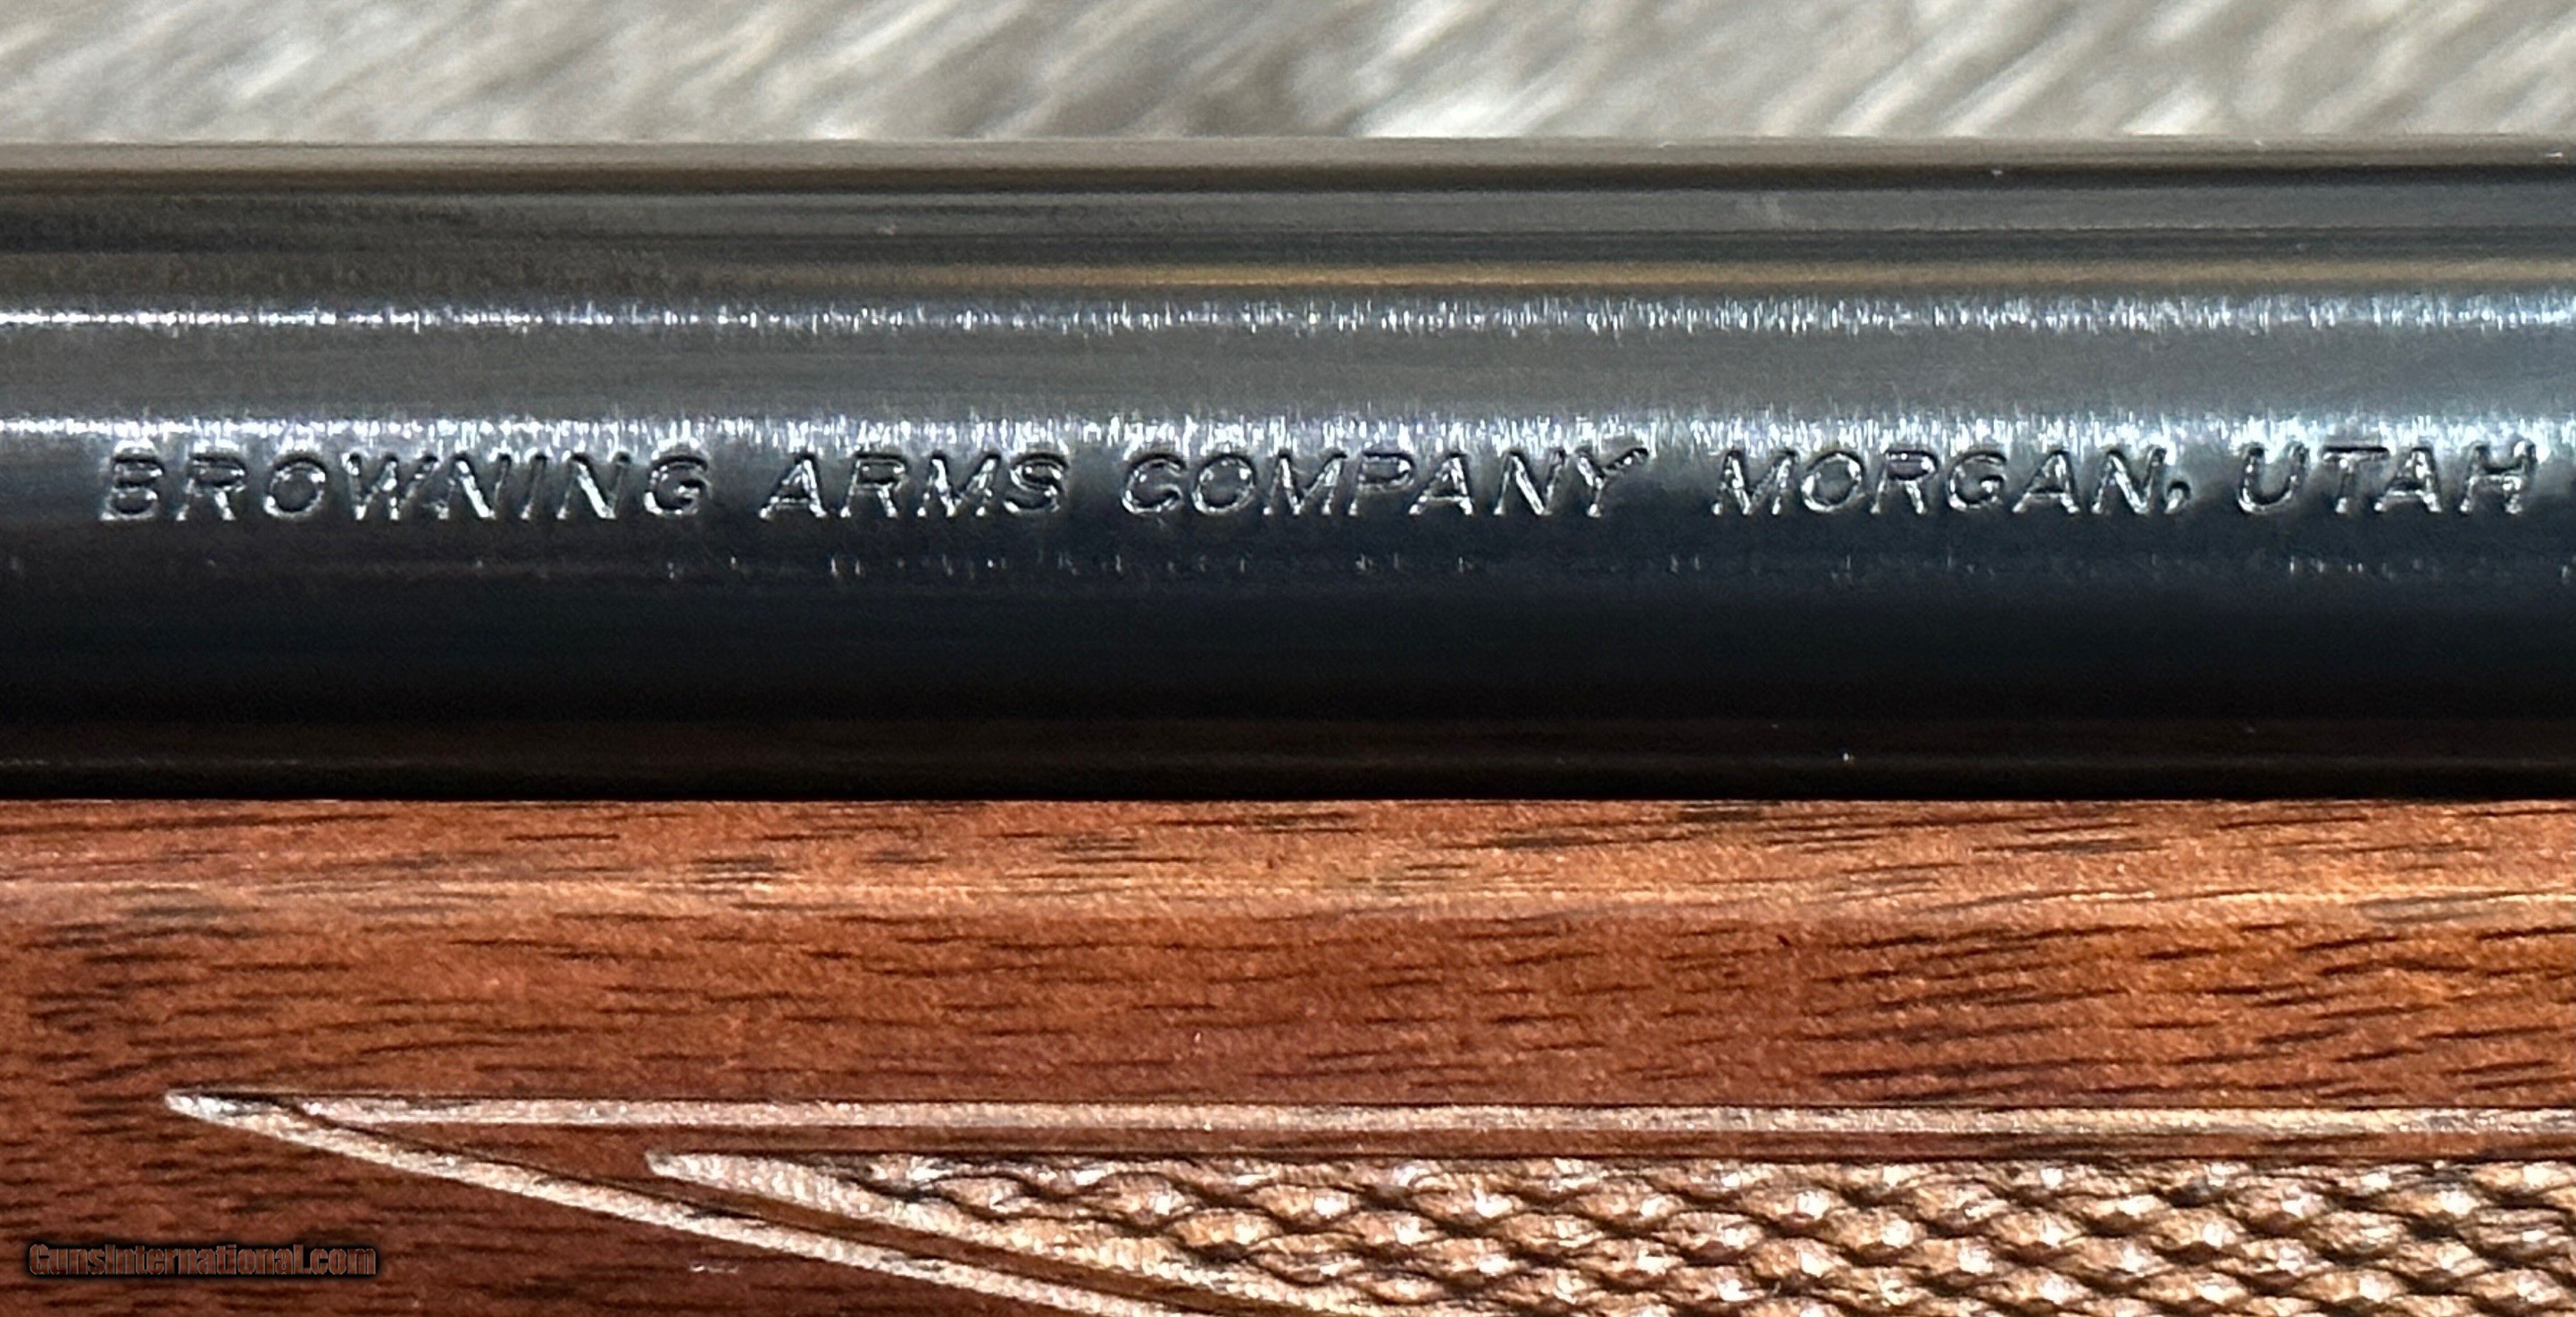 BROWNING ARMS COMPANY MORGAN, UTAH
GunsInternational.com